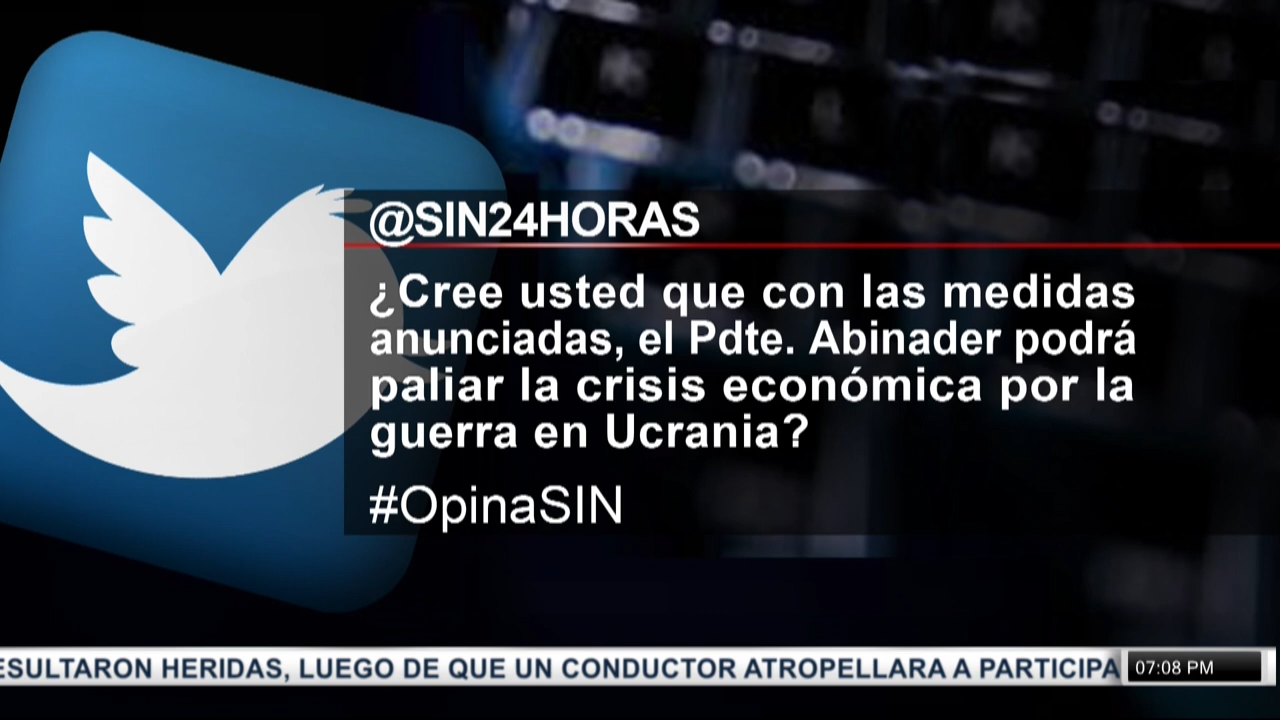 @SIN24HORAS
¿Cree usted que con las medidas
anunciadas, el Pdte. Abinader podrá
paliar la crisis económica por la
guerra en Ucrania?
#OpinaSIN
ESULTARON HERIDAS, LUEGO DE QUE UN CONDUCTOR ATROPELLARA A PARTICIPA
07:08 PM